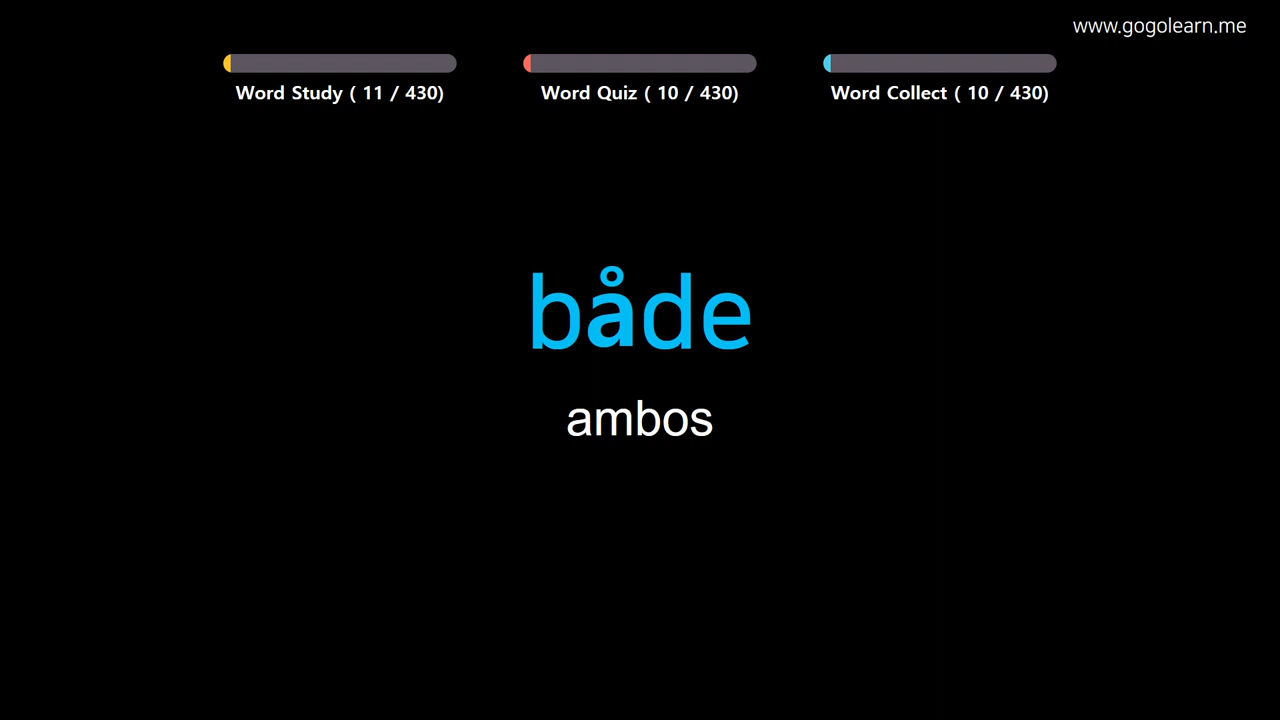 www.gogolearn.me
Word Study ( 11 / 430)
Word Quiz ( 10 / 430)
Word Collect ( 10 / 430)
både
ambos